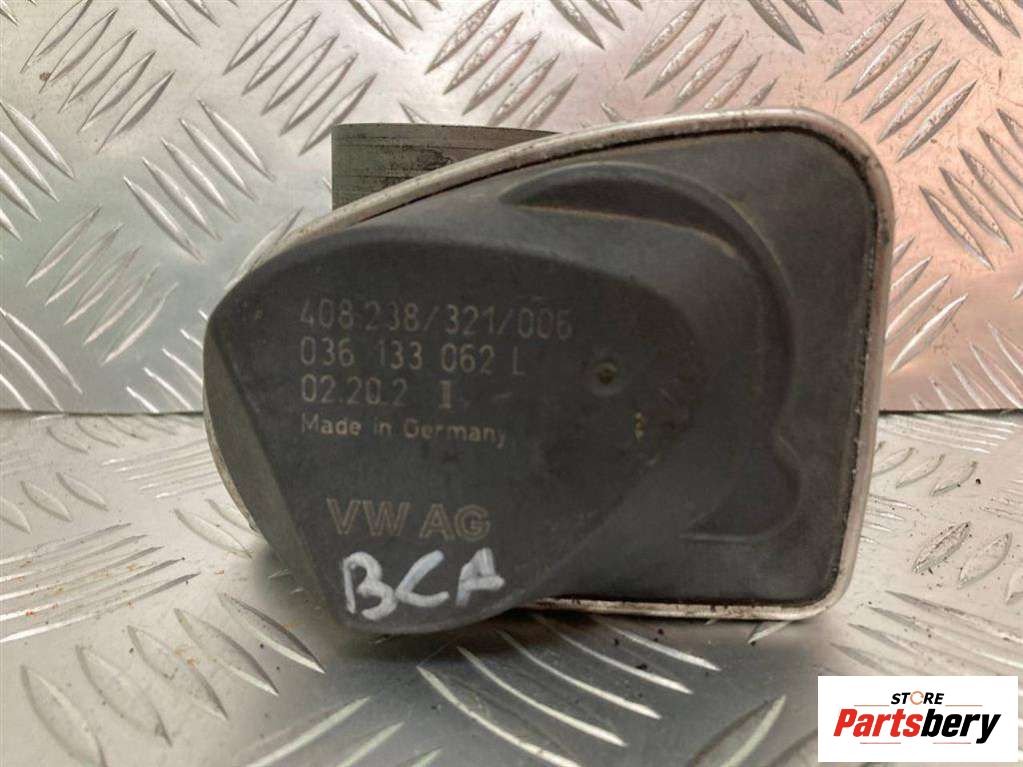 408.238/321/006
036 133 062 L
02.20.2 I
Made in Germany
VW AG
BCA
STORE
Partsbery